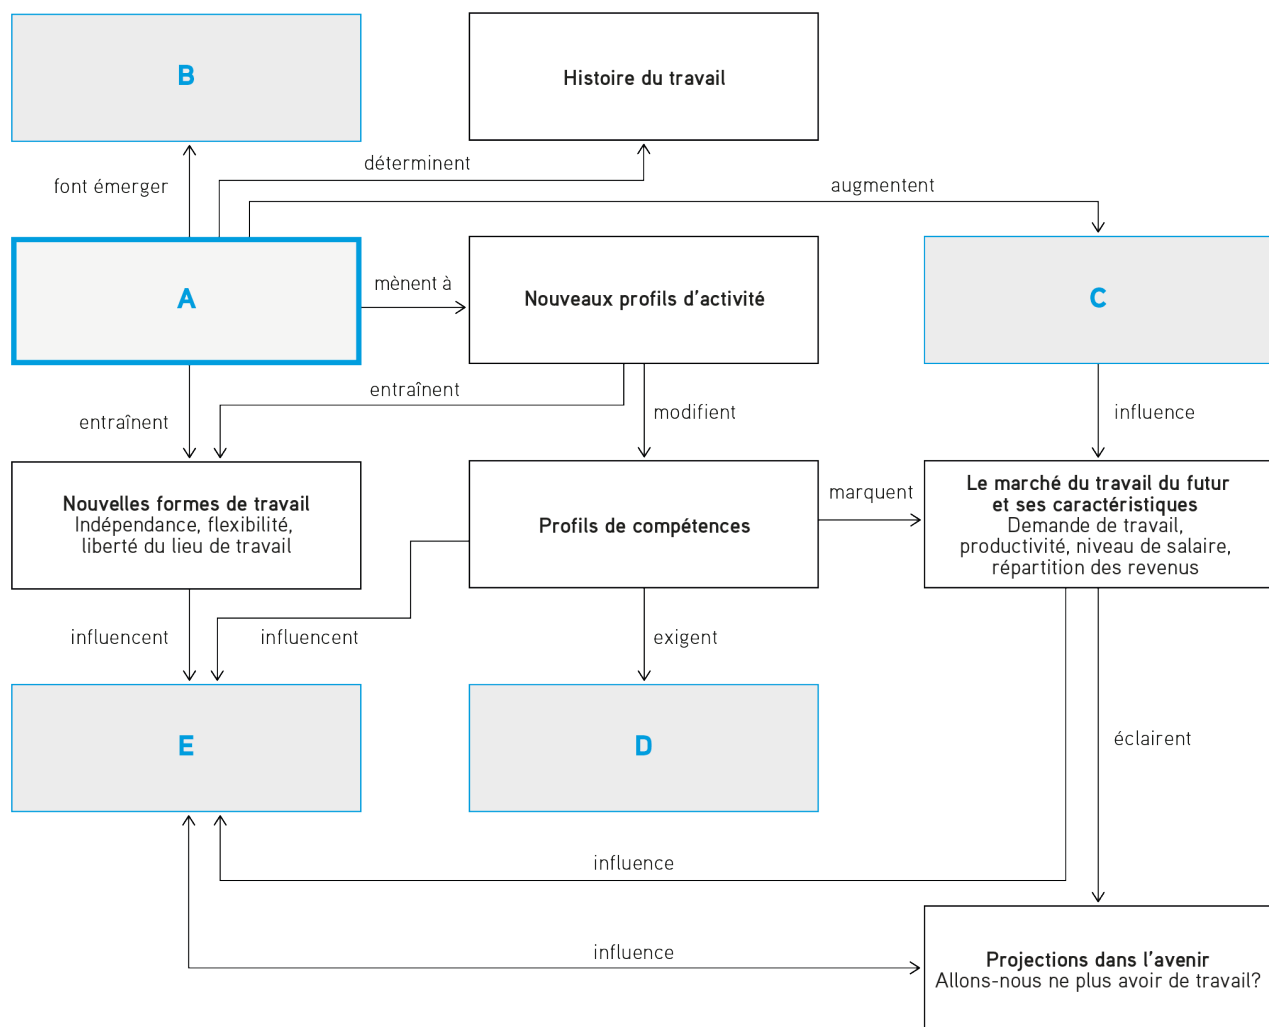 B
Histoire du travail
déterminent
font émerger
augmentent
A
mènent à
Nouveaux profils d’activité
C
entraînent
entraînent
modifient
influence
Nouvelles formes de travail
Indépendance, flexibilité,
liberté du lieu de travail
Profils de compétences
marquent
Le marché du travail du futur
et ses caractéristiques
Demande de travail,
productivité, niveau de salaire,
répartition des revenus
influencent
influencent
exigent
E
D
éclairent
influence
influence
Projections dans l’avenir
Allons-nous ne plus avoir de travail?